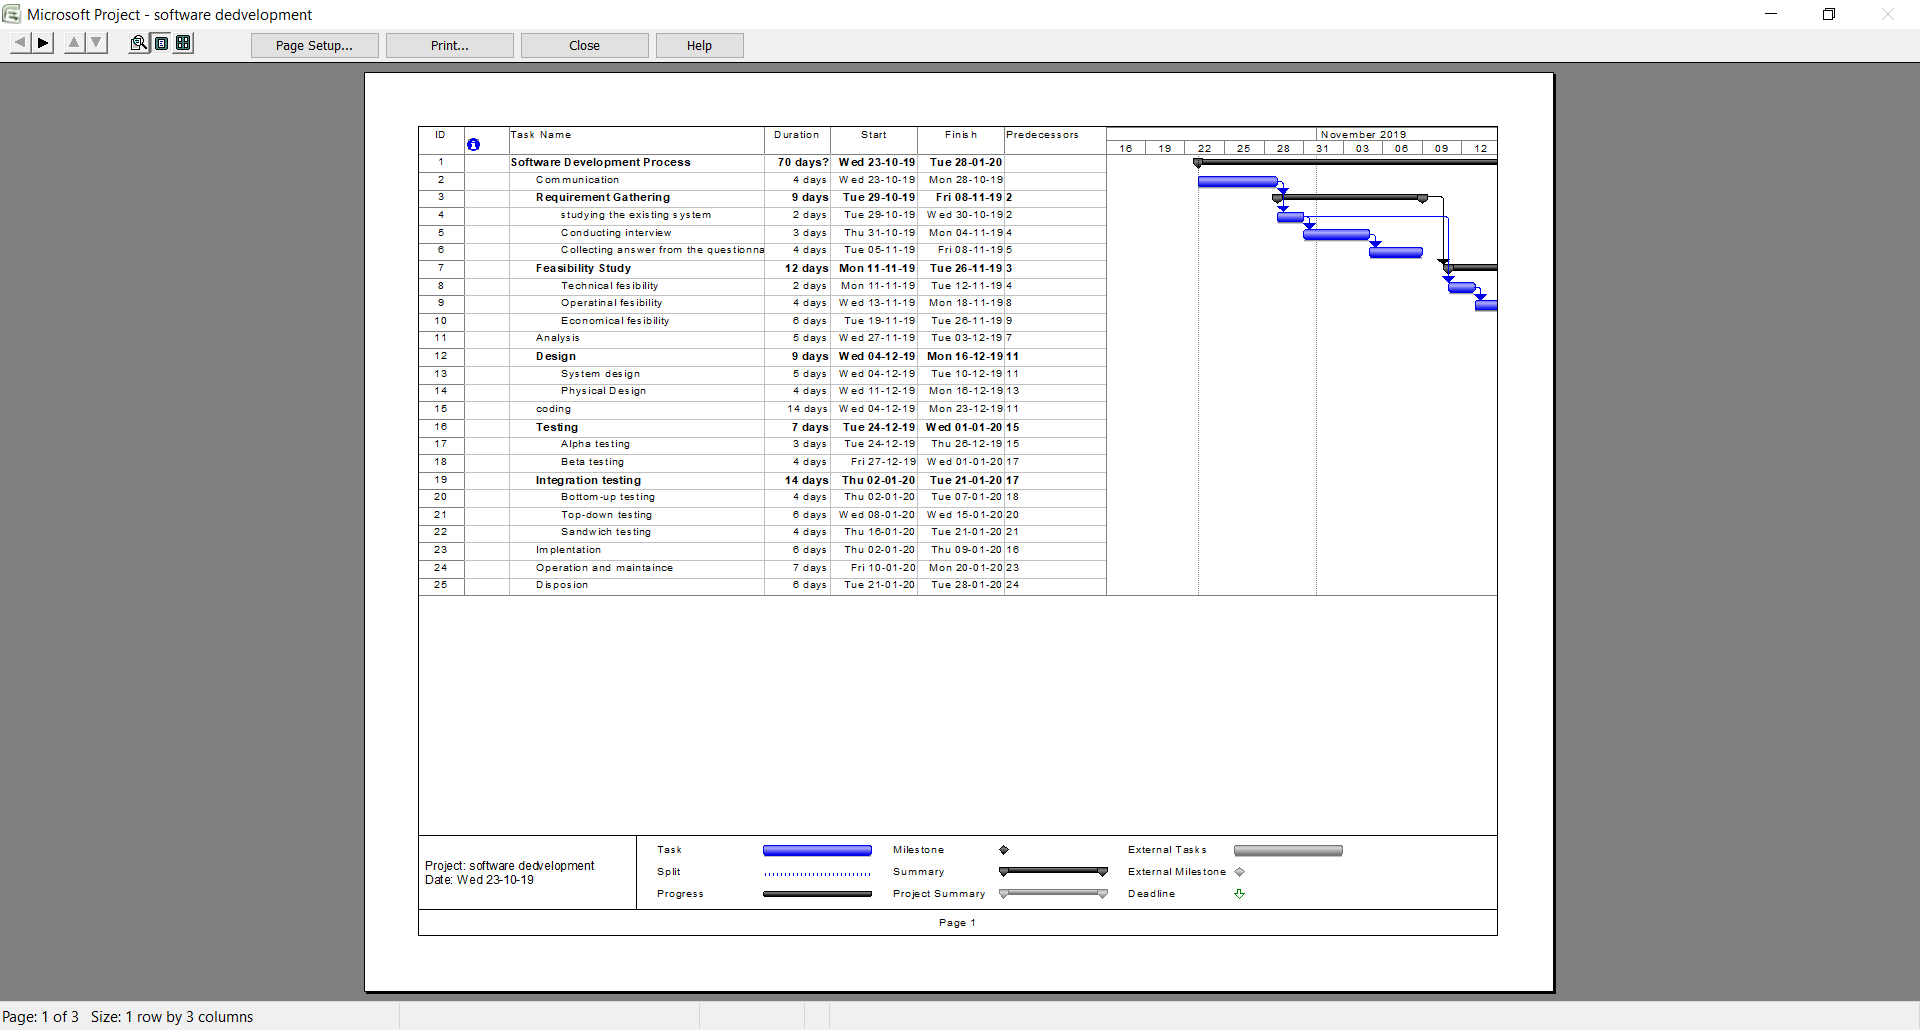 Microsoft Project - software dedvelopment
Page Setup... Print... Close Help
ID Task Name Duration Start Finish Predecessors November 2019
16 19 22 25 28 31 03 06 09 12
1 Software Development Process 70 days? Wed 23-10-19 Tue 28-01-20
2 Communication 4 days Wed 23-10-19 Mon 28-10-19
3 Requirement Gathering 9 days Tue 29-10-19 Fri 08-11-19 2
4 studying the existing system 2 days Tue 29-10-19 Wed 30-10-19 2
5 Conducting interview 3 days Thu 31-10-19 Mon 04-11-19 4
6 Collecting answer from the questionna 4 days Tue 05-11-19 Fri 08-11-19 5
7 Feasibility Study 12 days Mon 11-11-19 Tue 26-11-19 3
8 Technical fesibility 2 days Mon 11-11-19 Tue 12-11-19 4
9 Operatinal fesibility 4 days Wed 13-11-19 Mon 18-11-19 8
10 Economical fesibility 6 days Tue 19-11-19 Tue 26-11-19 9
11 Analysis 5 days Wed 27-11-19 Tue 03-12-19 7
12 Design 9 days Wed 04-12-19 Mon 16-12-19 11
13 System design 5 days Wed 04-12-19 Tue 10-12-19 11
14 Physical Design 4 days Wed 11-12-19 Mon 16-12-19 13
15 coding 14 days Wed 04-12-19 Mon 23-12-19 11
16 Testing 7 days Tue 24-12-19 Wed 01-01-20 15
17 Alpha testing 3 days Tue 24-12-19 Thu 26-12-19 15
18 Beta testing 4 days Fri 27-12-19 Wed 01-01-20 17
19 Integration testing 14 days Thu 02-01-20 Tue 21-01-20 17
20 Bottom-up testing 4 days Thu 02-01-20 Tue 07-01-20 18
21 Top-down testing 6 days Wed 08-01-20 Wed 15-01-20 20
22 Sandwich testing 4 days Thu 16-01-20 Tue 21-01-20 21
23 Implentation 6 days Thu 02-01-20 Thu 09-01-20 16
24 Operation and maintaince 7 days Fri 10-01-20 Mon 20-01-20 23
25 Disposion 6 days Tue 21-01-20 Tue 28-01-20 24
Project: software dedvelopment
Date: Wed 23-10-19
Task Milestone External Tasks
Split Summary External Milestone
Progress Project Summary Deadline
Page 1
Page: 1 of 3 Size: 1 row by 3 columns